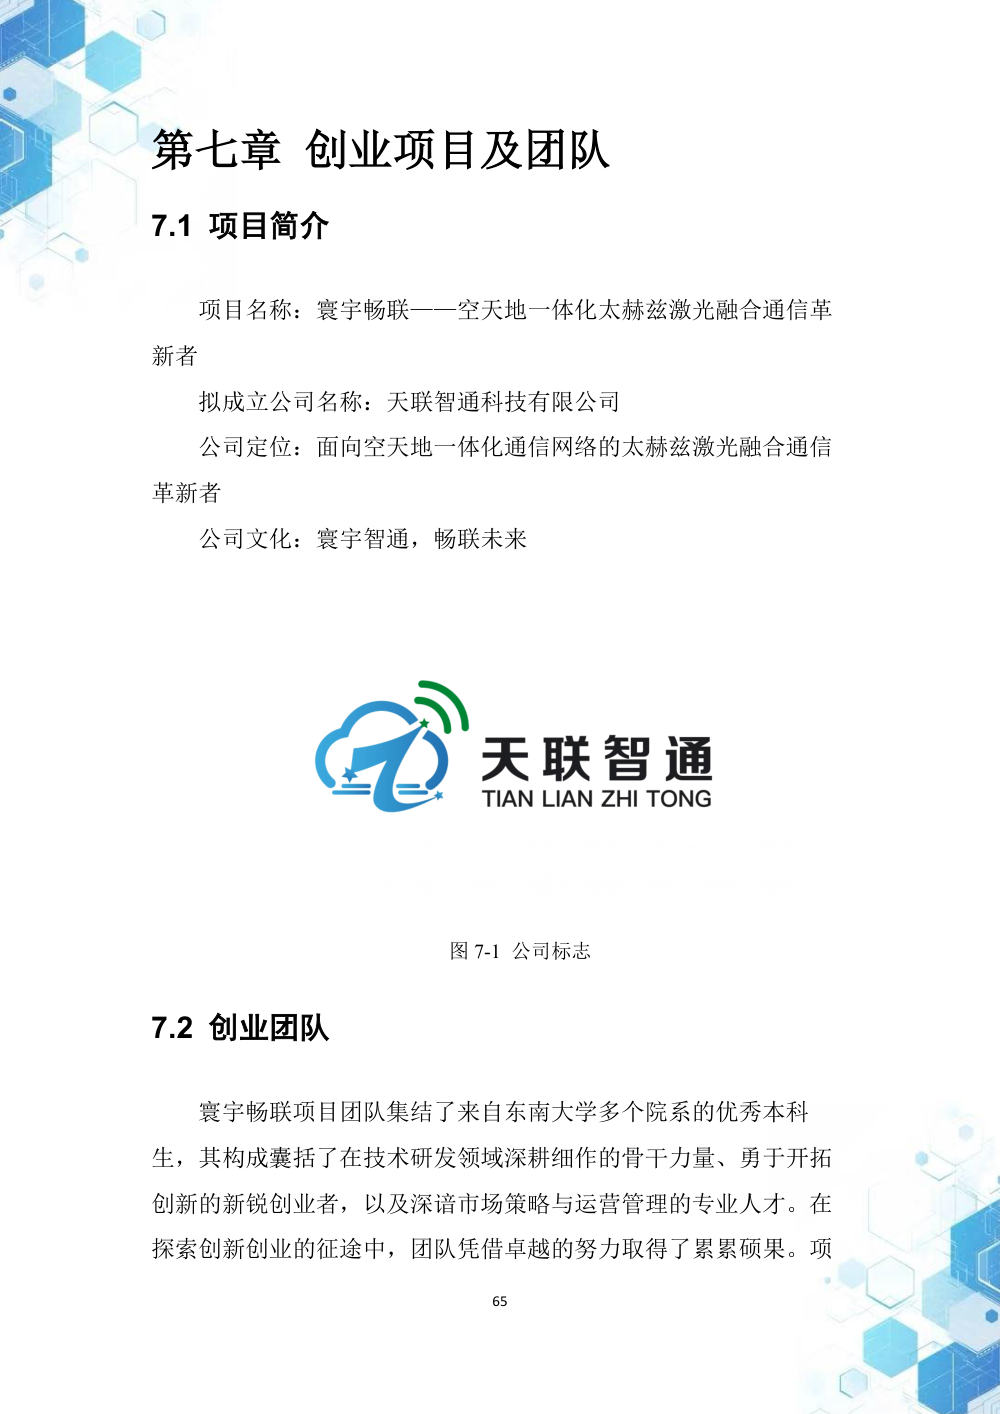 第七章 创业项目及团队
7.1 项目简介
项目名称：寰宇畅联——空天地一体化太赫兹激光融合通信革
新者
拟成立公司名称：天联智通科技有限公司
公司定位：面向空天地一体化通信网络的太赫兹激光融合通信
革新者
公司文化：寰宇智通，畅联未来
天联智通
TIAN LIAN ZHI TONG
图 7-1 公司标志
7.2 创业团队
寰宇畅联项目团队集结了来自东南大学多个院系的优秀本科
生，其构成囊括了在技术研发领域深耕细作的骨干力量、勇于开拓
创新的新锐创业者，以及深谙市场策略与运营管理的专业人才。在
探索创新创业的征途中，团队凭借卓越的努力取得了累累硕果。项
65